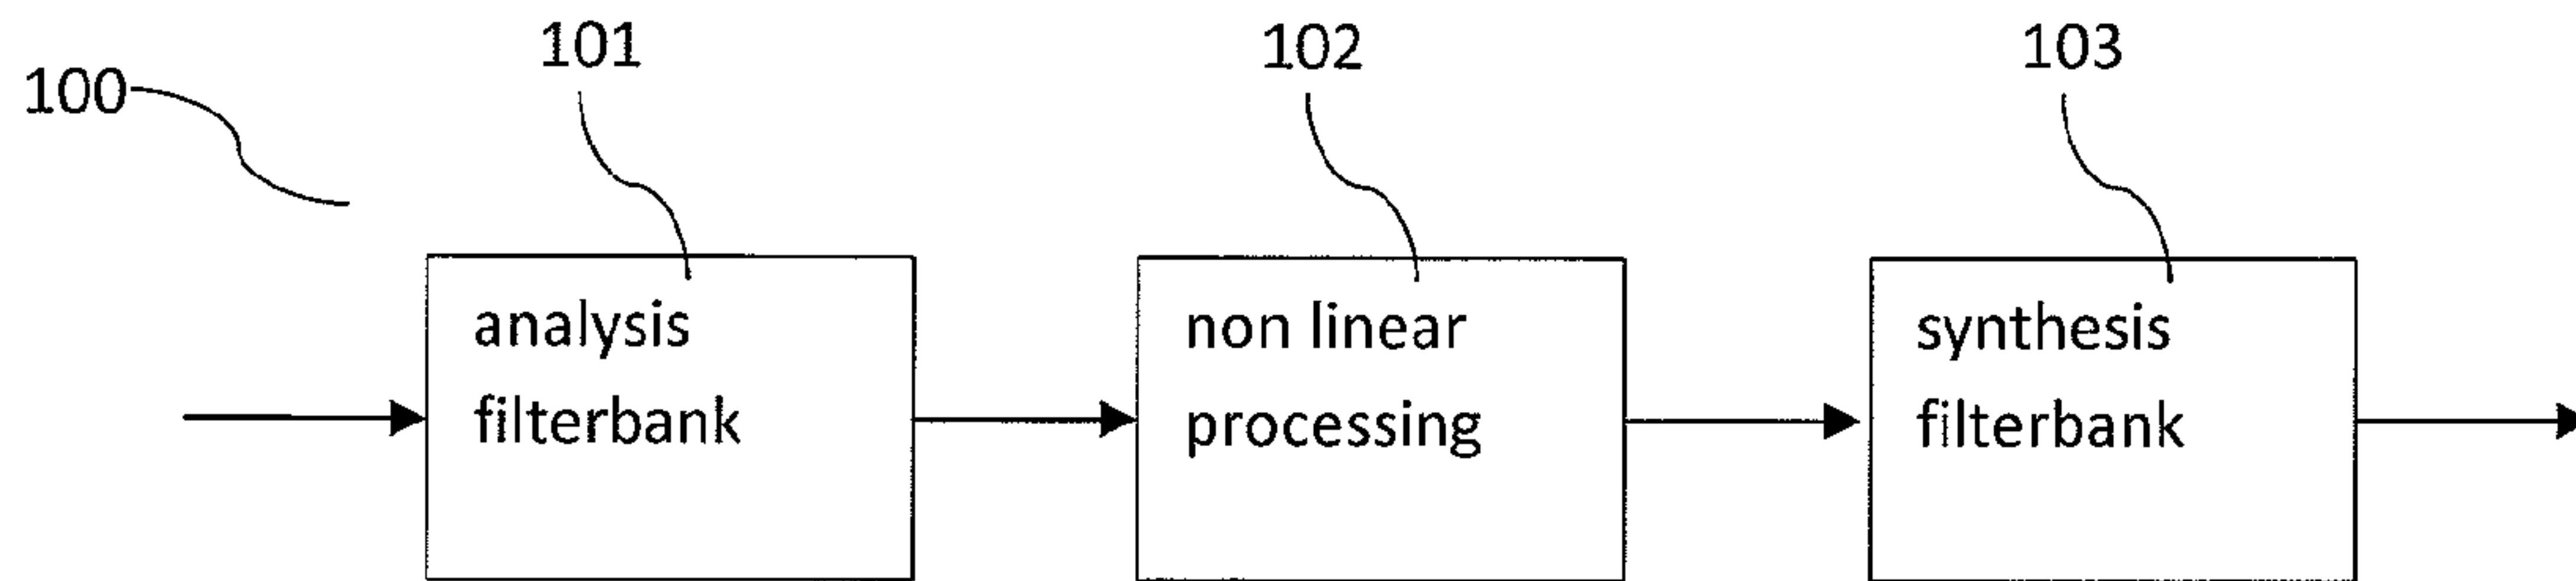 100
101
102
103
analysis
filterbank
non linear
processing
synthesis
filterbank